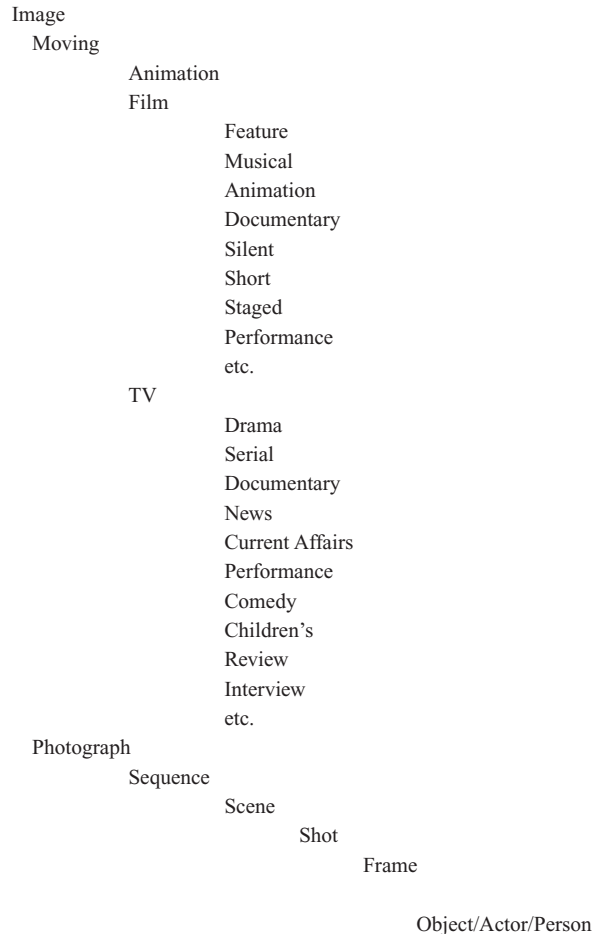 Image
Moving
Animation
Film
Feature
Musical
Animation
Documentary
Silent
Short
Staged
Performance
etc.
TV
Drama
Serial
Documentary
News
Current Affairs
Performance
Comedy
Children’s
Review
Interview
etc.
Photograph
Sequence
Scene
Shot
Frame
Object/Actor/Person